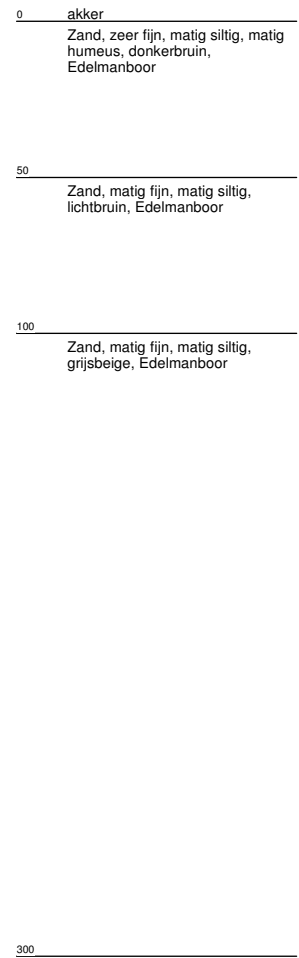 0 akker
Zand, zeer fijn, matig siltig, matig
humeus, donkerbruin,
Edelmanboor
50
Zand, matig fijn, matig siltig,
lichtbruin, Edelmanboor
100
Zand, matig fijn, matig siltig,
grijsbeige, Edelmanboor
300